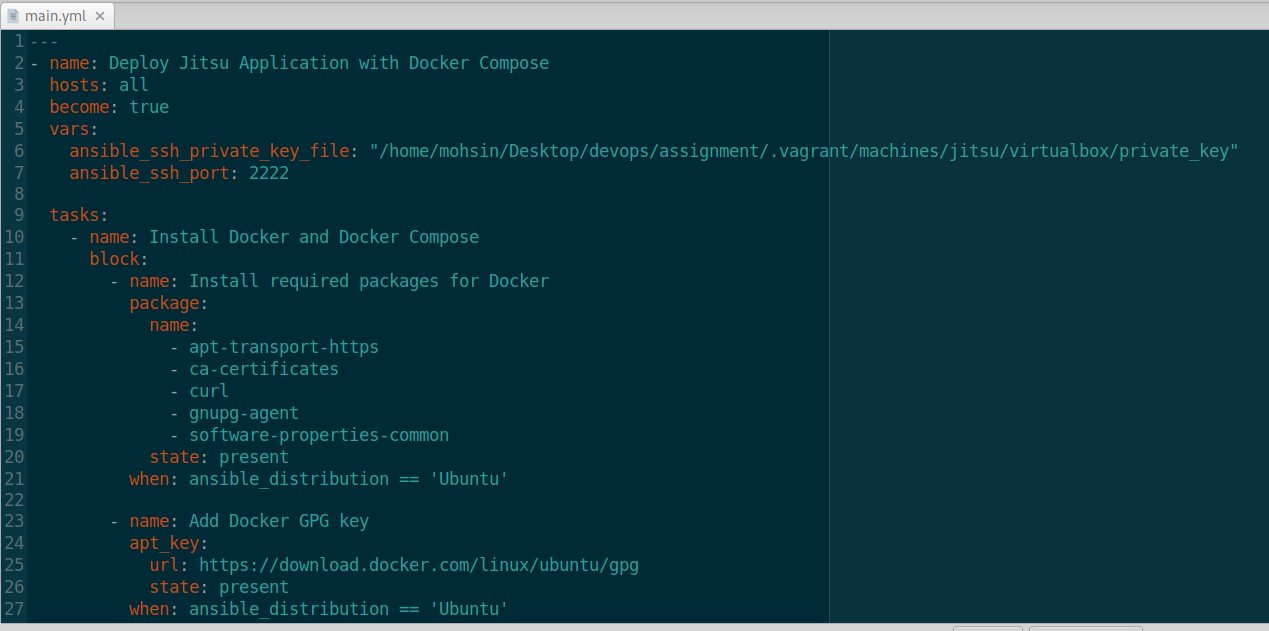 main.yml
1 ---
2 - name: Deploy Jitsu Application with Docker Compose
3   hosts: all
4   become: true
5   vars:
6     ansible_ssh_private_key_file: "/home/mohsin/Desktop/devops/assignment/.vagrant/machines/jitsu/virtualbox/private_key"
7     ansible_ssh_port: 2222
8
9   tasks:
10     - name: Install Docker and Docker Compose
11       block:
12         - name: Install required packages for Docker
13           package:
14             name:
15               - apt-transport-https
16               - ca-certificates
17               - curl
18               - gnupg-agent
19               - software-properties-common
20             state: present
21           when: ansible_distribution == 'Ubuntu'
22
23         - name: Add Docker GPG key
24           apt_key:
25             url: https://download.docker.com/linux/ubuntu/gpg
26             state: present
27           when: ansible_distribution == 'Ubuntu'